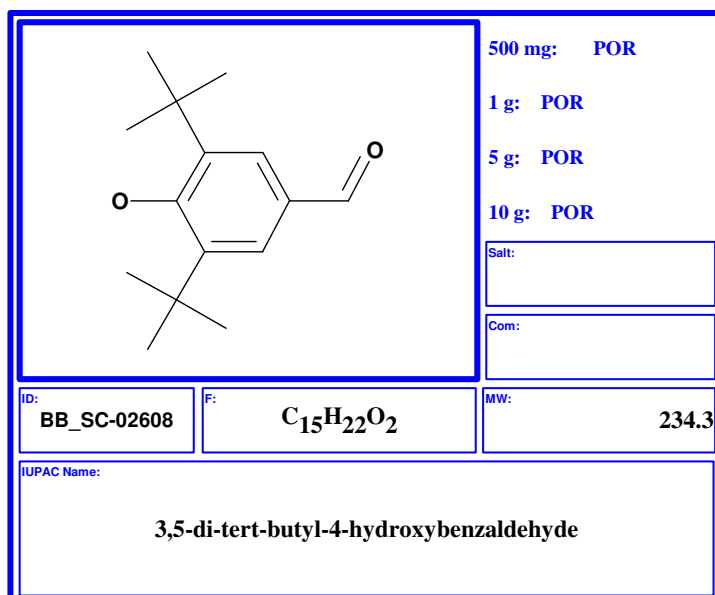 500 mg: POR
1 g: POR
5 g: POR
10 g: POR
O
O
Salt:
Com:
ID:
BB_SC-02608
F:
C15H22O2
MW:
234.3
IUPAC Name:
3,5-di-tert-butyl-4-hydroxybenzaldehyde